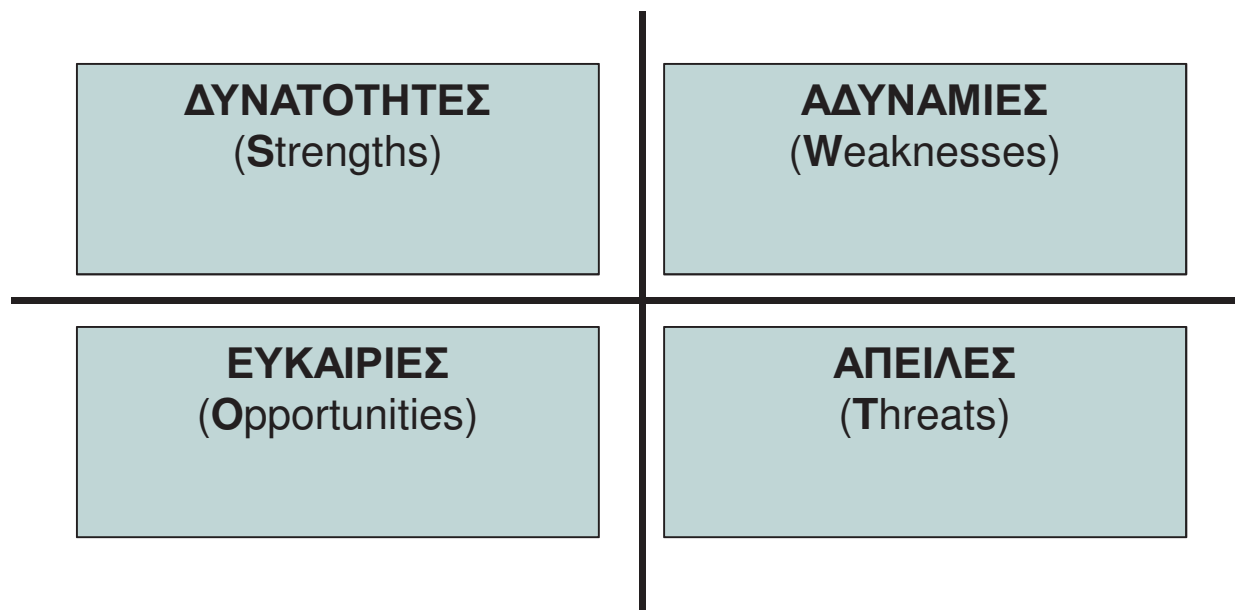 ΔΥΝΑΤΟΤΗΤΕΣ
(Strengths)
ΑΔΥΝΑΜΙΕΣ
(Weaknesses)
ΕΥΚΑΙΡΙΕΣ
(Opportunities)
ΑΠΕΙΛΕΣ
(Threats)